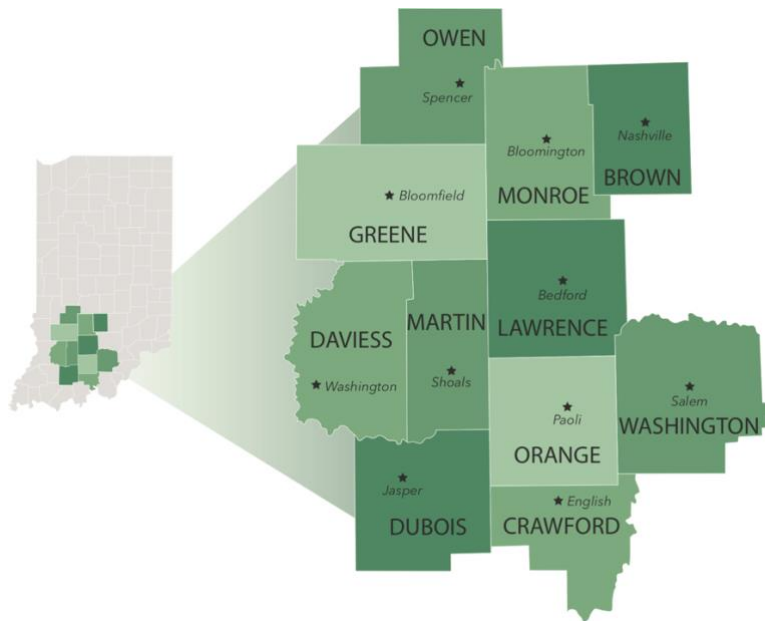 OWEN
Spencer
Nashville
Bloomington
BROWN
MONROE
Bloomfield
GREENE
Bedford
LAWRENCE
MARTIN
DAVIESS
Shoals
Washington
Salem
WASHINGTON
Paoli
ORANGE
Jasper
DUBOIS
English
CRAWFORD